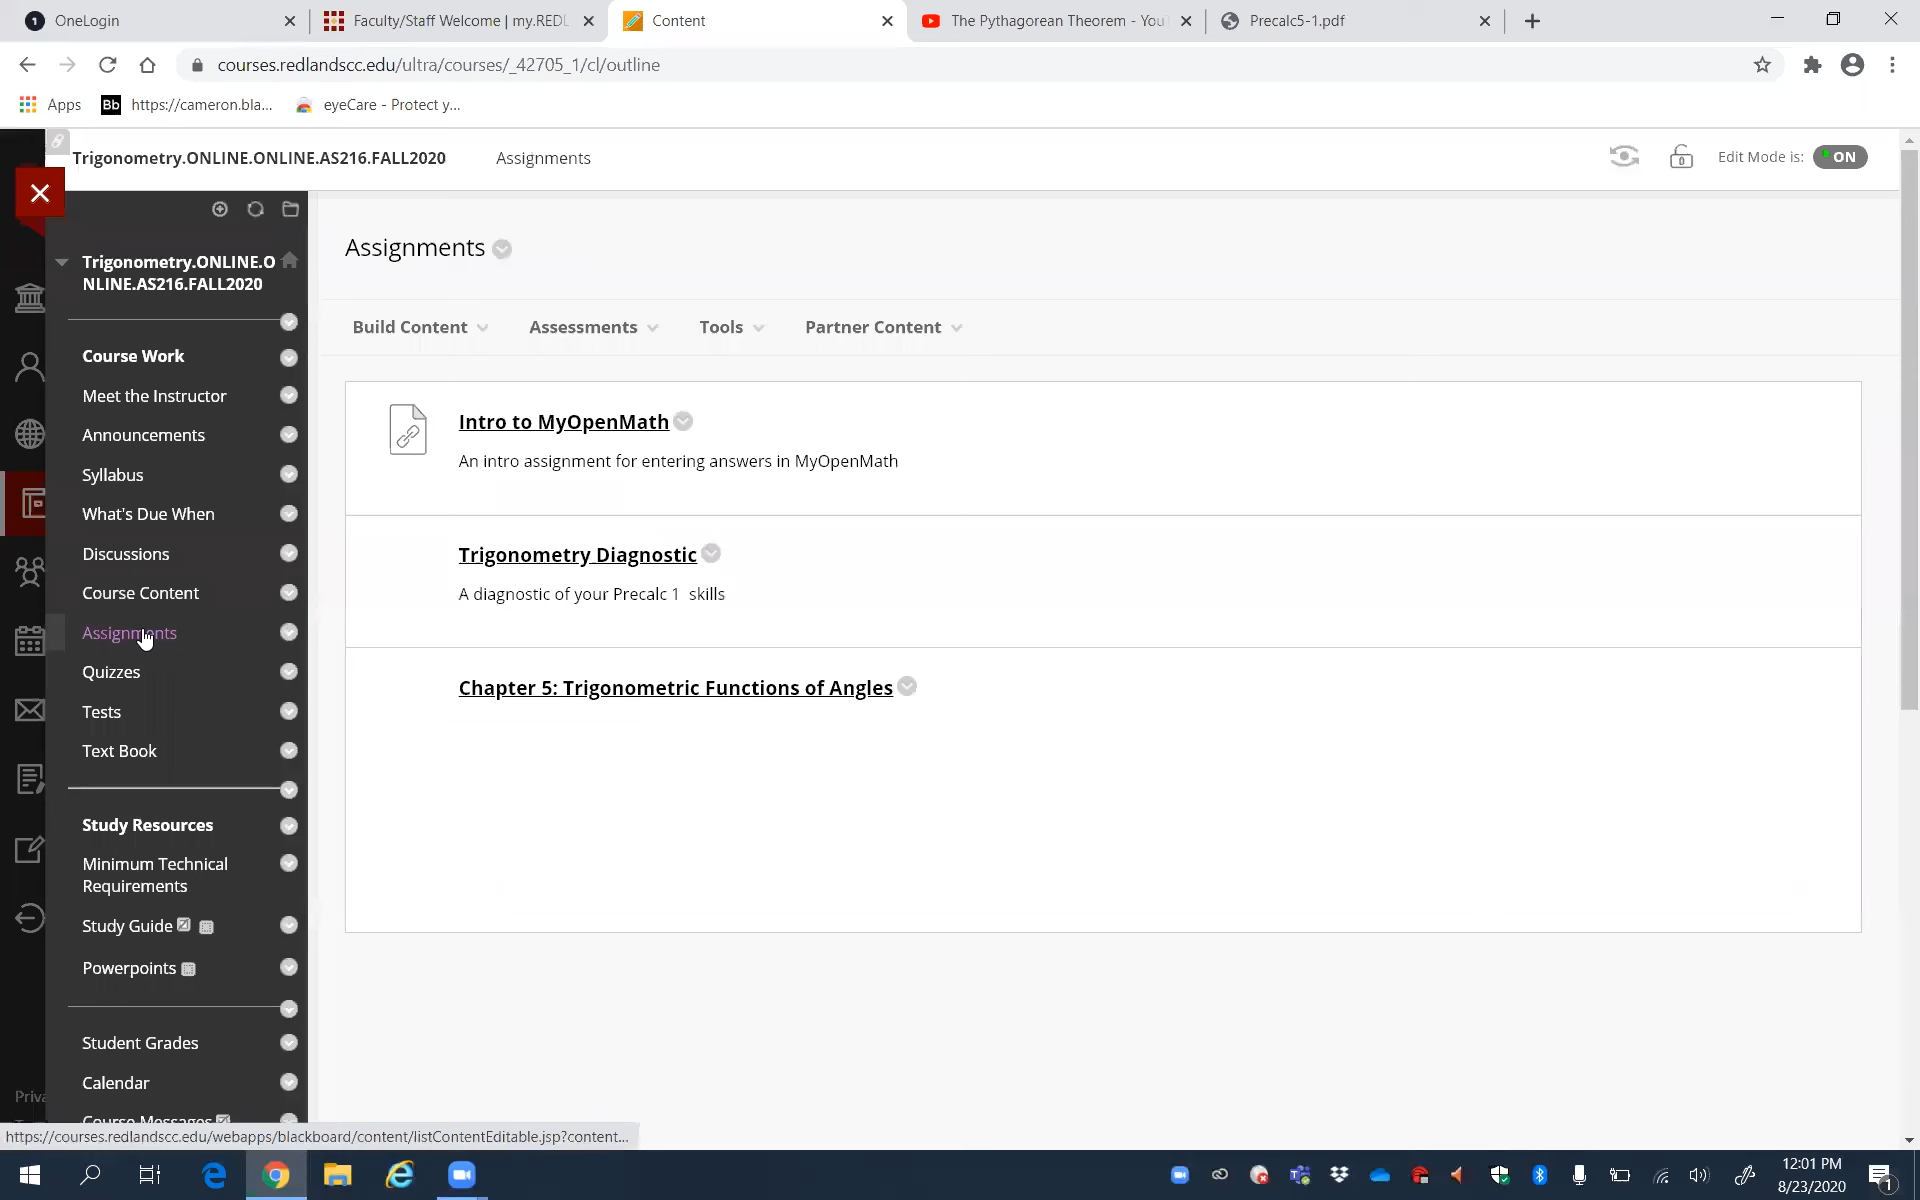 OneLogin
Faculty/Staff Welcome | my.REDL
Content
The Pythagorean Theorem - YouT
Precalc5-1.pdf
courses.redlandscc.edu/ultra/courses/_42705_1/cl/outline
Apps
Bb https://cameron.bla...
eyeCare - Protect y...
Trigonometry.ONLINE.ONLINE.AS216.FALL2020
Assignments
Edit Mode is:
ON
Trigonometry.ONLINE.O
NLINE.AS216.FALL2020
Course Work
Meet the Instructor
Announcements
Syllabus
What's Due When
Discussions
Course Content
Assignments
Quizzes
Tests
Text Book
Study Resources
Minimum Technical
Requirements
Study Guide
Powerpoints
Student Grades
Calendar
Course Messages
Priva
Assignments
Build Content
Assessments
Tools
Partner Content
Intro to MyOpenMath
An intro assignment for entering answers in MyOpenMath
Trigonometry Diagnostic
A diagnostic of your Precalc 1 skills
Chapter 5: Trigonometric Functions of Angles
https://courses.redlandscc.edu/webapps/blackboard/content/listContentEditable.jsp?content...
12:01 PM
8/23/2020
1